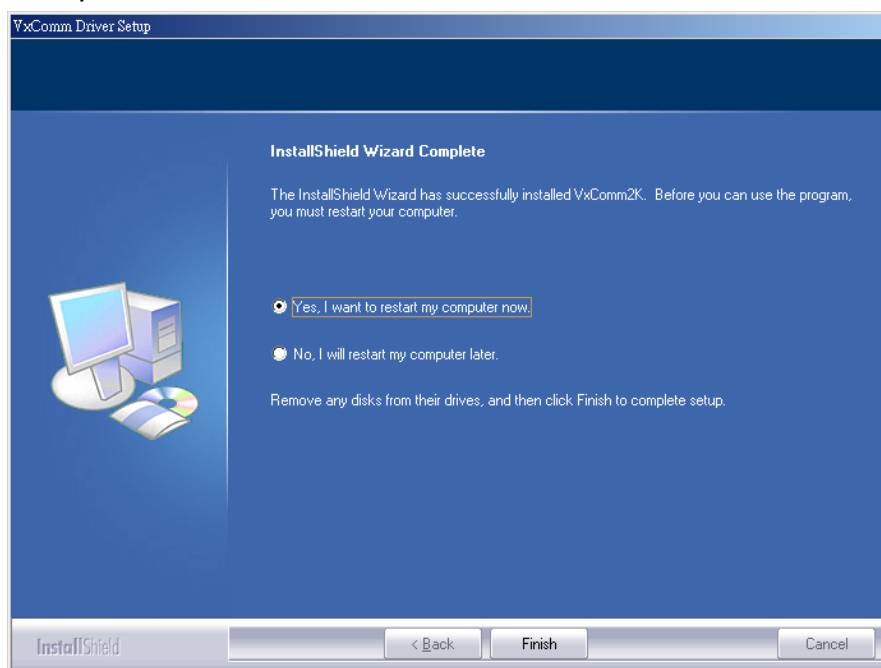 VxComm Driver Setup
InstallShield Wizard Complete
The InstallShield Wizard has successfully installed VxComm2K. Before you can use the program,
you must restart your computer.
Yes, I want to restart my computer now.
No, I will restart my computer later.
Remove any disks from their drives, and then click Finish to complete setup.
InstallShield
< Back
Finish
Cancel